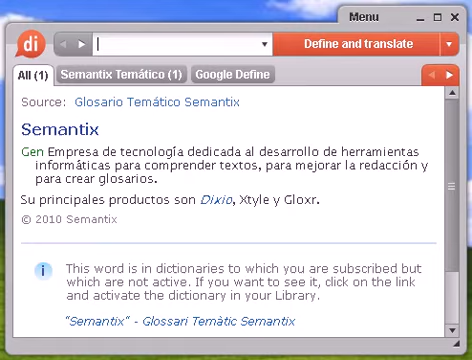 Menu
di
Define and translate
All (1)
Semantix Temático (1)
Google Define
Source: Glosario Temático Semantix
Semantix
Gen Empresa de tecnología dedicada al desarrollo de herramientas
informáticas para comprender textos, para mejorar la redacción y
para crear glosarios.
Su principales productos son Dixio, Xtyle y Gloxr.
© 2010 Semantix
i
This word is in dictionaries to which you are subscribed but
which are not active. If you want to see it, click on the link
and activate the dictionary in your Library.
"Semantix" - Glossari Temàtic Semantix